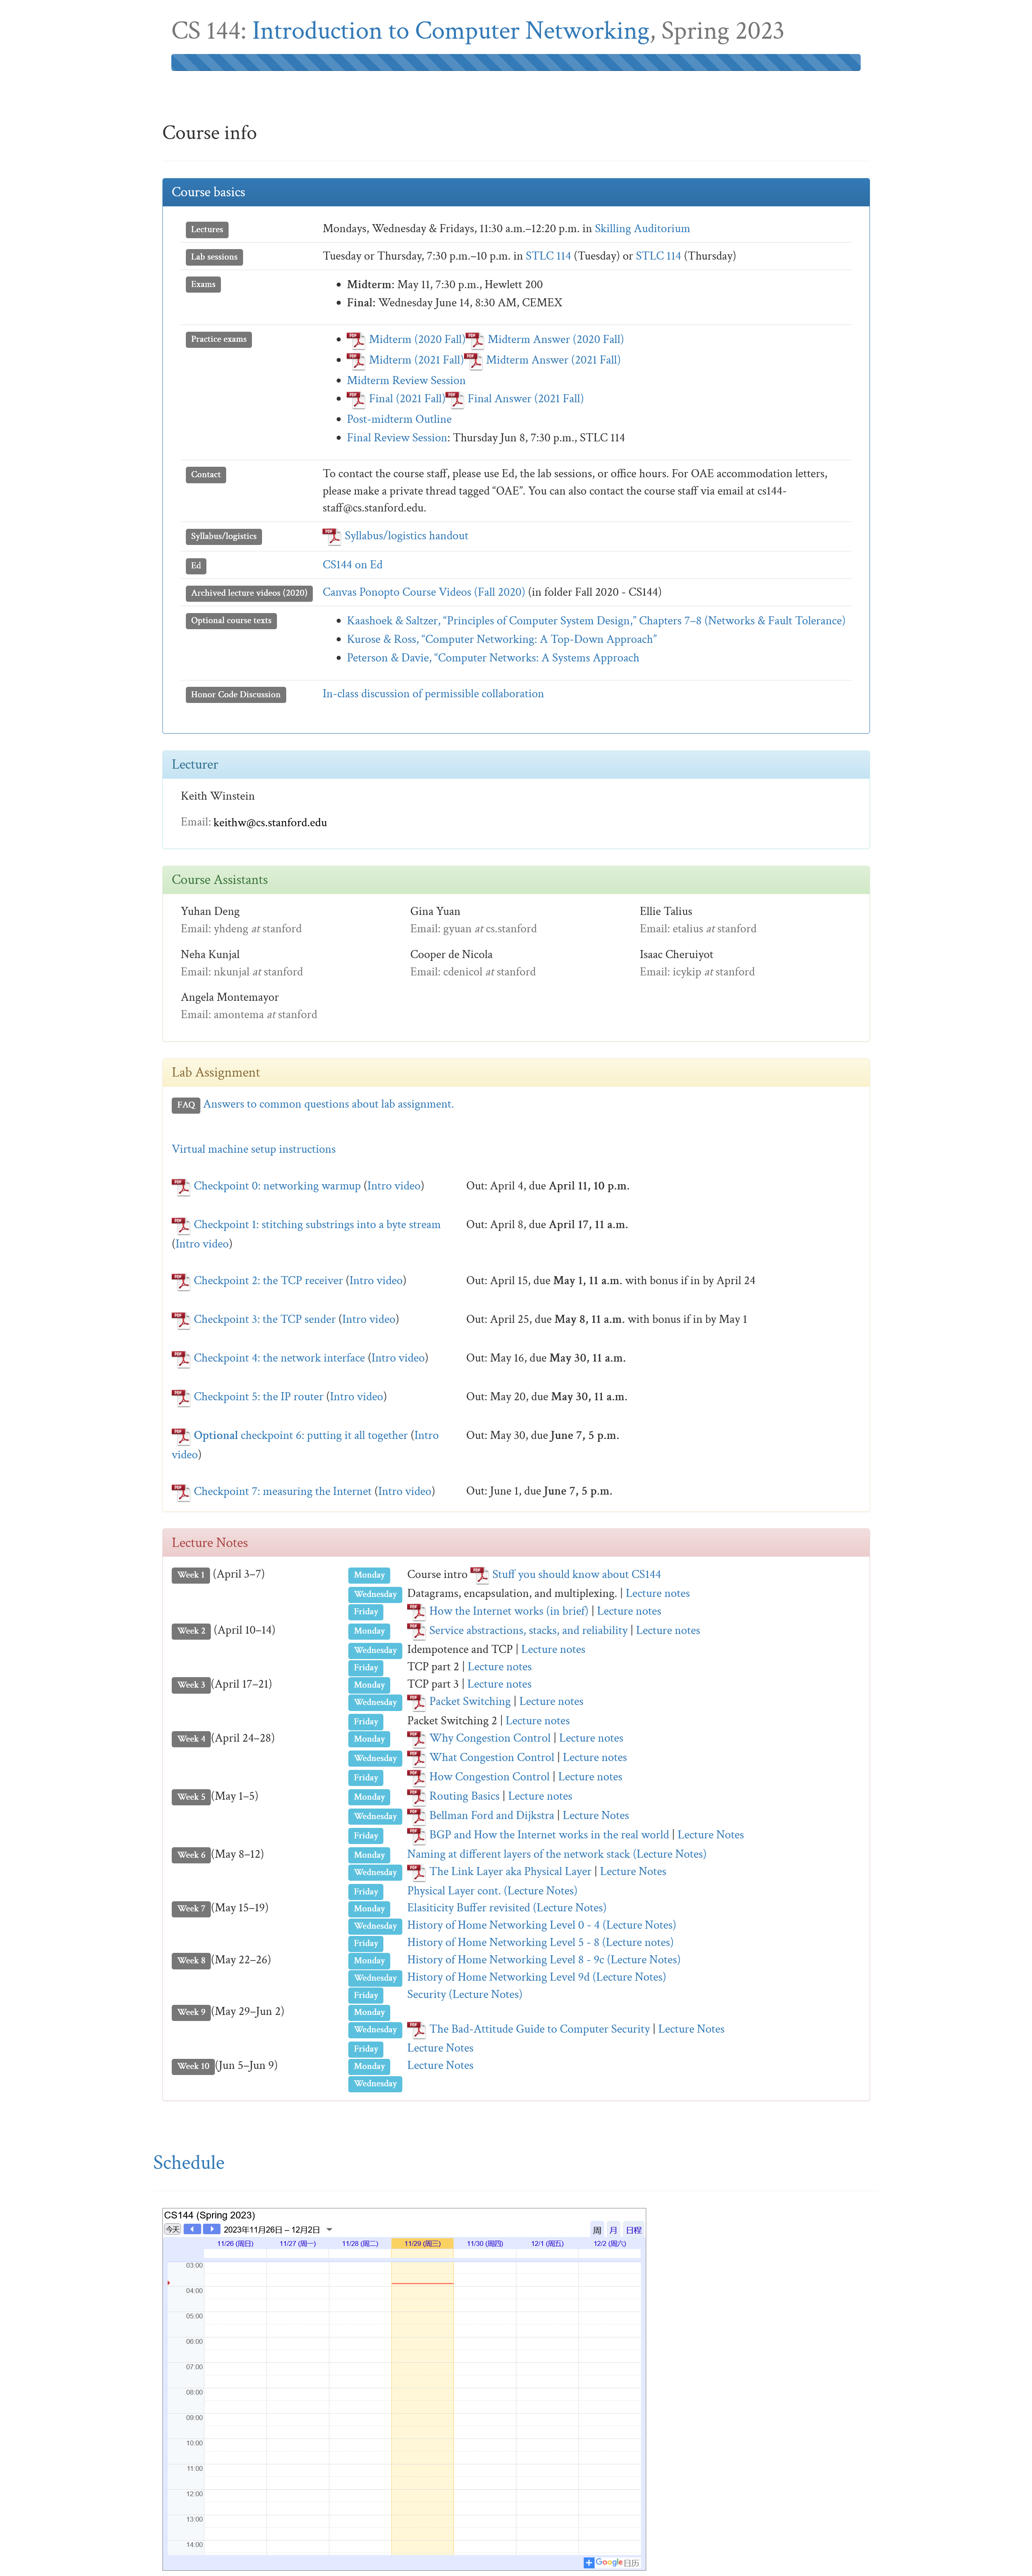 CS 144: Introduction to Computer Networking, Spring 2023
Course info
Course basics
Lectures Mondays, Wednesday & Fridays, 11:30 a.m.–12:20 p.m. in Skilling Auditorium
Lab sessions Tuesday or Thursday, 7:30 p.m.–10 p.m. in STLC 114 (Tuesday) or STLC 114 (Thursday)
Exams • Midterm: May 11, 7:30 p.m., Hewlett 200
• Final: Wednesday June 14, 8:30 AM, CEMEX
Practice exams • Midterm (2020 Fall) Midterm Answer (2020 Fall)
• Midterm (2021 Fall) Midterm Answer (2021 Fall)
• Midterm Review Session
• Final (2021 Fall) Final Answer (2021 Fall)
• Post-midterm Outline
• Final Review Session: Thursday Jun 8, 7:30 p.m., STLC 114
Contact To contact the course staff, please use Ed, the lab sessions, or office hours. For OAE accommodation letters,
please make a private thread tagged “OAE”. You can also contact the course staff via email at cs144-
staff@cs.stanford.edu.
Syllabus/logistics Syllabus/logistics handout
Ed CS144 on Ed
Archived lecture videos (2020) Canvas Ponopto Course Videos (Fall 2020) (in folder Fall 2020 - CS144)
Optional course texts • Kaashoek & Saltzer, “Principles of Computer System Design,” Chapters 7–8 (Networks & Fault Tolerance)
• Kurose & Ross, “Computer Networking: A Top-Down Approach”
• Peterson & Davie, “Computer Networks: A Systems Approach
Honor Code Discussion In-class discussion of permissible collaboration
Lecturer
Keith Winstein
Email: keithw@cs.stanford.edu
Course Assistants
Yuhan Deng Gina Yuan Ellie Talius
Email: yhdeng at stanford Email: gyuan at cs.stanford Email: etalius at stanford
Neha Kunjal Cooper de Nicola Isaac Cheruiyot
Email: nkunjal at stanford Email: cdenicol at stanford Email: icykip at stanford
Angela Montemayor
Email: amontema at stanford
Lab Assignment
FAQ Answers to common questions about lab assignment.
Virtual machine setup instructions
Checkpoint 0: networking warmup (Intro video) Out: April 4, due April 11, 10 p.m.
Checkpoint 1: stitching substrings into a byte stream Out: April 8, due April 17, 11 a.m.
(Intro video)
Checkpoint 2: the TCP receiver (Intro video) Out: April 15, due May 1, 11 a.m. with bonus if in by April 24
Checkpoint 3: the TCP sender (Intro video) Out: April 25, due May 8, 11 a.m. with bonus if in by May 1
Checkpoint 4: the network interface (Intro video) Out: May 16, due May 30, 11 a.m.
Checkpoint 5: the IP router (Intro video) Out: May 20, due May 30, 11 a.m.
Optional checkpoint 6: putting it all together (Intro Out: May 30, due June 7, 5 p.m.
video)
Checkpoint 7: measuring the Internet (Intro video) Out: June 1, due June 7, 5 p.m.
Lecture Notes
Week 1 (April 3–7) Monday Course intro Stuff you should know about CS144
Wednesday Datagrams, encapsulation, and multiplexing. | Lecture notes
Friday How the Internet works (in brief) | Lecture notes
Week 2 (April 10–14) Monday Service abstractions, stacks, and reliability | Lecture notes
Wednesday Idempotence and TCP | Lecture notes
Friday TCP part 2 | Lecture notes
Week 3 (April 17–21) Monday TCP part 3 | Lecture notes
Wednesday Packet Switching | Lecture notes
Friday Packet Switching 2 | Lecture notes
Week 4 (April 24–28) Monday Why Congestion Control | Lecture notes
Wednesday What Congestion Control | Lecture notes
Friday How Congestion Control | Lecture notes
Week 5 (May 1–5) Monday Routing Basics | Lecture notes
Wednesday Bellman Ford and Dijkstra | Lecture Notes
Friday BGP and How the Internet works in the real world | Lecture Notes
Week 6 (May 8–12) Monday Naming at different layers of the network stack (Lecture Notes)
Wednesday The Link Layer aka Physical Layer | Lecture Notes
Friday Physical Layer cont. (Lecture Notes)
Week 7 (May 15–19) Monday Elasiticity Buffer revisited (Lecture Notes)
Wednesday History of Home Networking Level 0 - 4 (Lecture Notes)
Friday History of Home Networking Level 5 - 8 (Lecture notes)
Week 8 (May 22–26) Monday History of Home Networking Level 8 - 9c (Lecture Notes)
Wednesday History of Home Networking Level 9d (Lecture Notes)
Friday Security (Lecture Notes)
Week 9 (May 29–Jun 2) Monday
Wednesday The Bad-Attitude Guide to Computer Security | Lecture Notes
Friday Lecture Notes
Week 10 (Jun 5–Jun 9) Monday Lecture Notes
Wednesday
Schedule
CS144 (Spring 2023)
今天 2023年11月26日 – 12月2日 周 月 日程
11/26 (周日) 11/27 (周一) 11/28 (周二) 11/29 (周三) 11/30 (周四) 12/1 (周五) 12/2 (周六)
03:00
04:00
05:00
06:00
07:00
08:00
09:00
10:00
11:00
12:00
13:00
14:00
Google日历